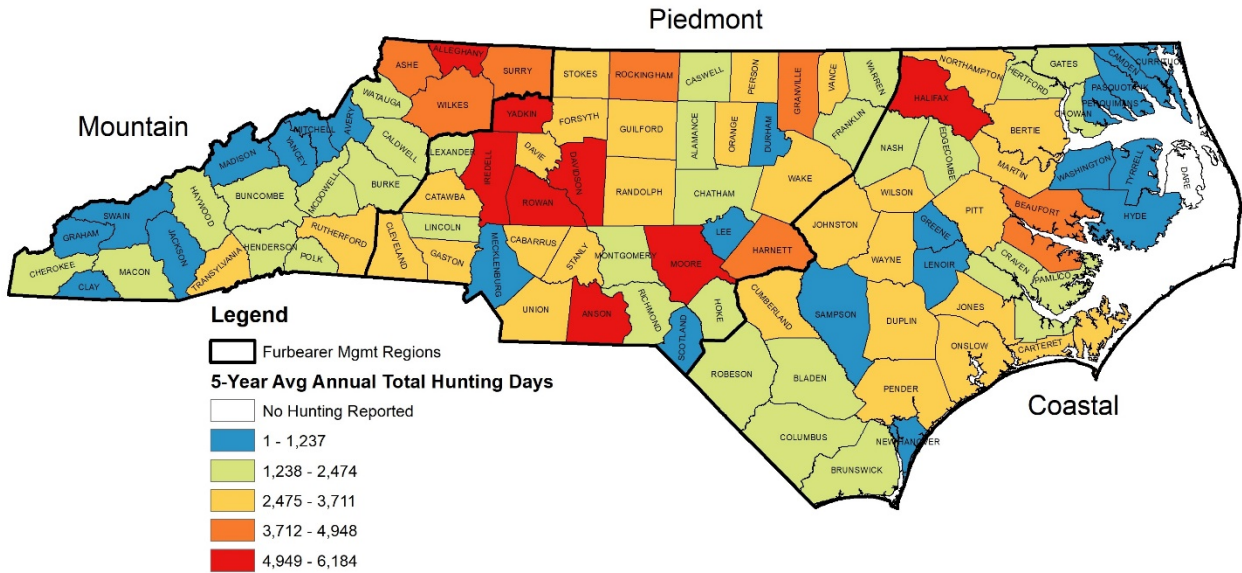 Piedmont
Mountain
Coastal
ALLEGHANY
ASHE
SURRY
STOKES
ROCKINGHAM
CASWELL
PERSON
GRANVILLE
VANCE
WARREN
NORTHAMPTON
HERTFORD
GATES
CAMDEN
CURRITUCK
PASQUOTANK
PERQUIMANS
CHOWAN
HALIFAX
WATAUGA
WILKES
YADKIN
FORSYTH
GUILFORD
ALAMANCE
ORANGE
DURHAM
FRANKLIN
NASH
EDGECOMBE
BERTIE
MARTIN
WASHINGTON
TYRRELL
DARE
MITCHELL
AVERY
YANCEY
MADISON
CALDWELL
ALEXANDER
IREDELL
DAVIE
DAVIDSON
RANDOLPH
CHATHAM
WAKE
WILSON
PITT
BEAUFORT
HYDE
HAYWOOD
BUNCOMBE
MCDOWELL
BURKE
CATAWBA
ROWAN
LEE
JOHNSTON
GREENE
SWAIN
GRAHAM
JACKSON
HENDERSON
RUTHERFORD
POLK
CLEVELAND
LINCOLN
GASTON
MECKLENBURG
CABARRUS
STANLY
MONTGOMERY
MOORE
HARNETT
WAYNE
LENOIR
CRAVEN
PAMLICO
CHEROKEE
CLAY
MACON
TRANSYLVANIA
UNION
ANSON
RICHMOND
HOKE
SCOTLAND
CUMBERLAND
SAMPSON
DUPLIN
JONES
ONSLOW
CARTERET
ROBESON
BLADEN
PENDER
COLUMBUS
NEW HANOVER
BRUNSWICK
Legend
Furbearer Mgmt Regions
5-Year Avg Annual Total Hunting Days
No Hunting Reported
1 - 1,237
1,238 - 2,474
2,475 - 3,711
3,712 - 4,948
4,949 - 6,184